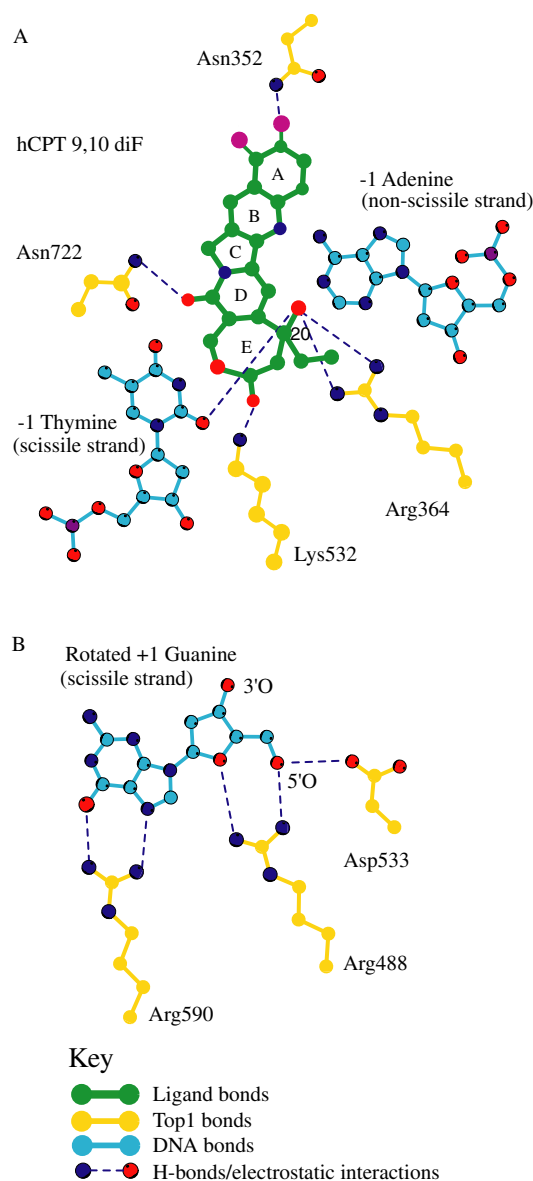 A
Asn352
hCPT 9,10 diF
A
-1 Adenine
(non-scissile strand)
B
C
Asn722
D
20
E
-1 Thymine
(scissile strand)
Arg364
Lys532
B
Rotated +1 Guanine
(scissile strand)
3'O
5'O
Asp533
Arg488
Arg590
Key
Ligand bonds
Top1 bonds
DNA bonds
H-bonds/electrostatic interactions